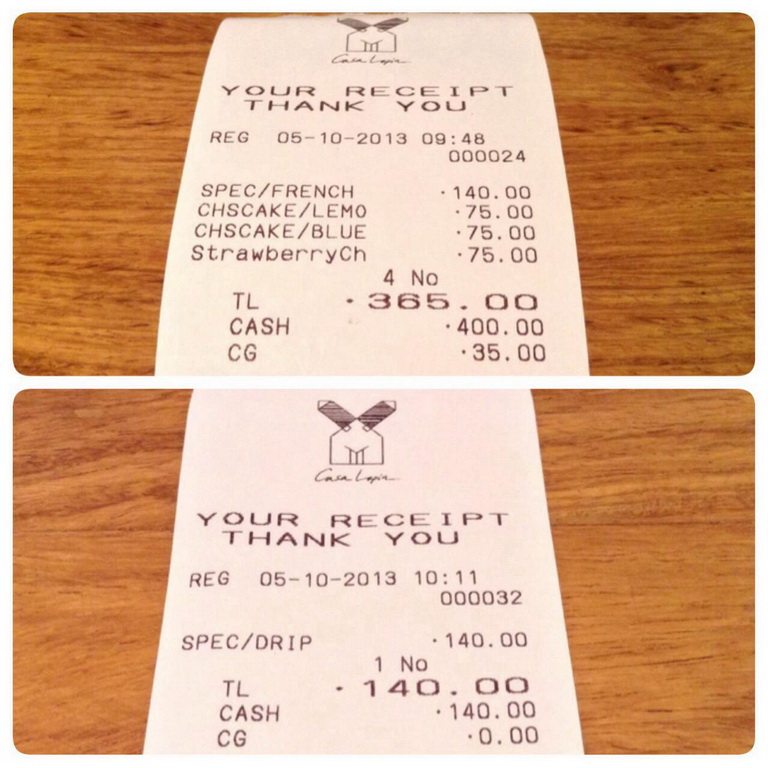 Casa Lapin
YOUR RECEIPT
THANK YOU
REG 05-10-2013 09:48
000024
SPEC/FRENCH ·140.00
CHSCAKE/LEMO ·75.00
CHSCAKE/BLUE ·75.00
StrawberryCh ·75.00
4 No
TL ·365.00
CASH ·400.00
CG ·35.00
Casa Lapin
YOUR RECEIPT
THANK YOU
REG 05-10-2013 10:11
000032
SPEC/DRIP ·140.00
1 No
TL ·140.00
CASH ·140.00
CG ·0.00